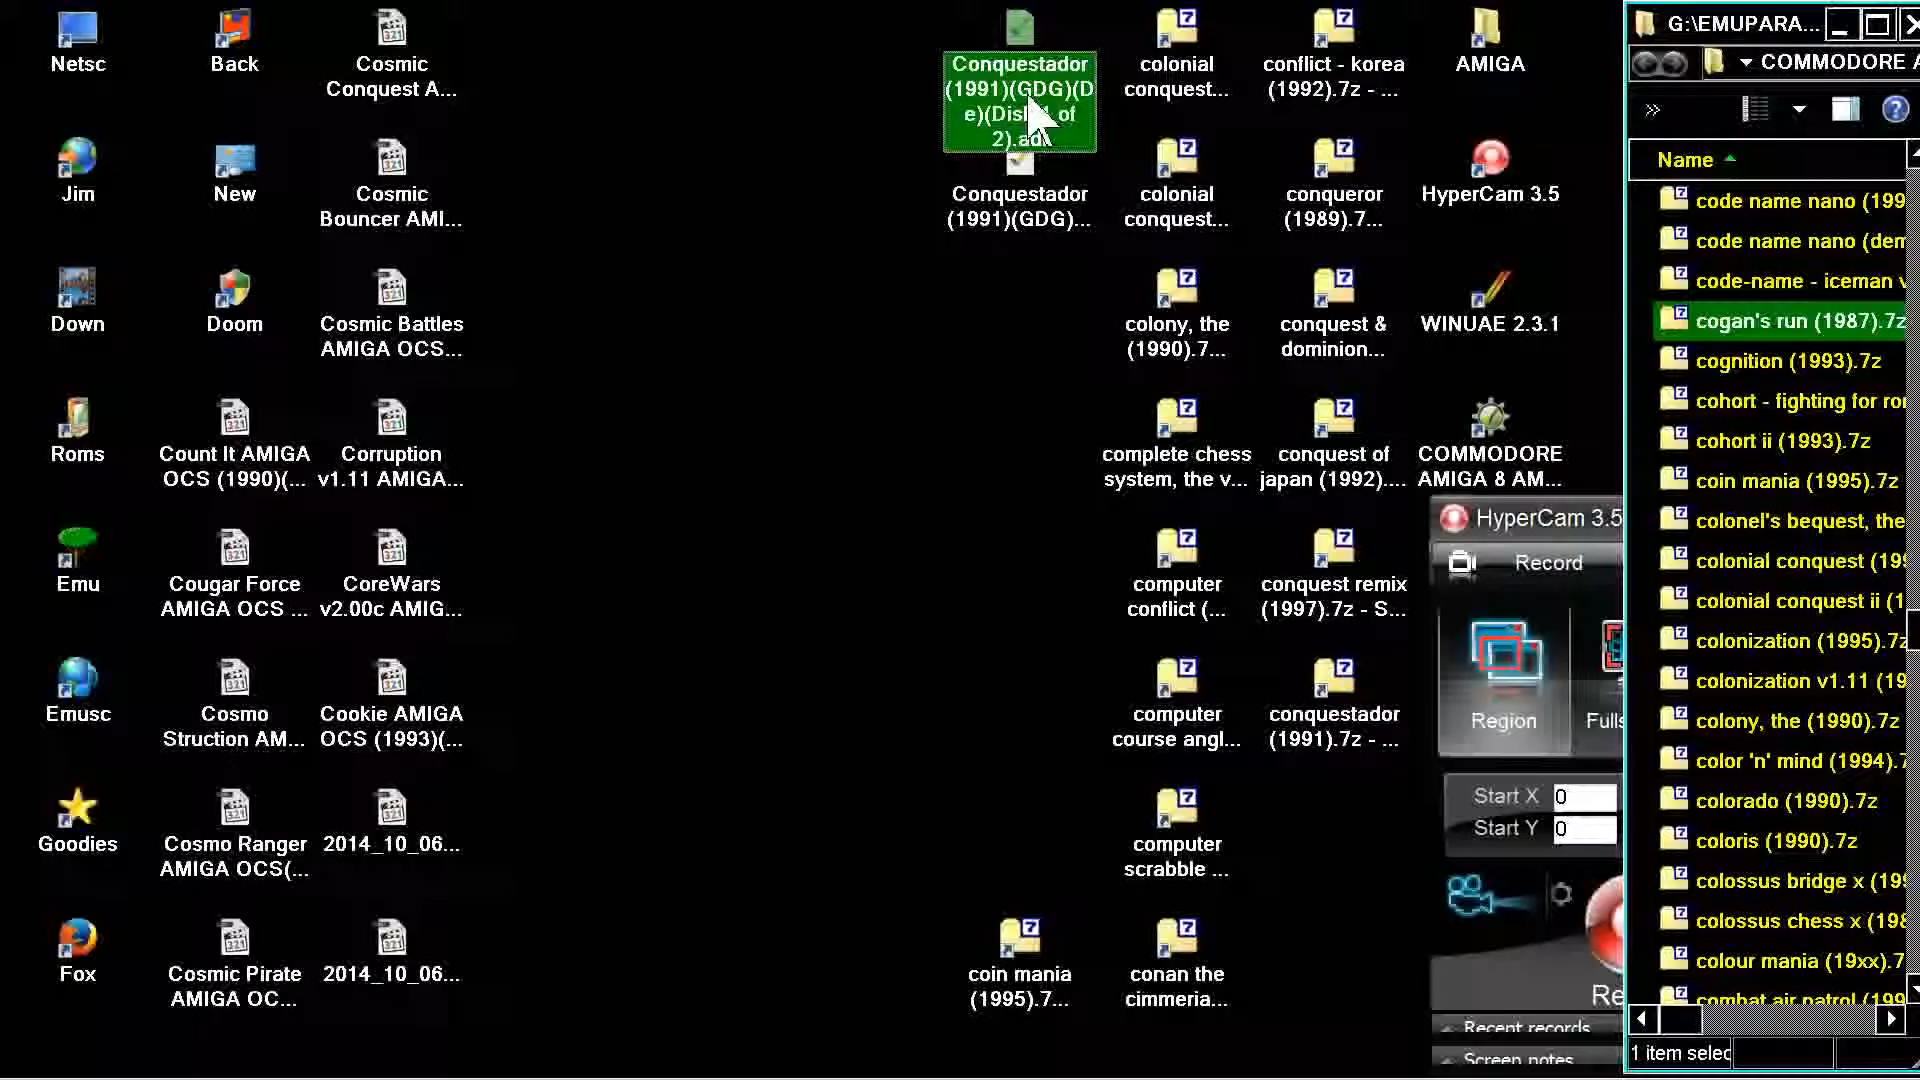 Netsc
Back
Cosmic
Conquest A...
Conquestador
(1991)(GDG)(D
e)(Dis
of
2).ad
colonial
conquest...
conflict - korea
(1992).7z - ...
AMIGA
Jim
New
Cosmic
Bouncer AMI...
Conquestador
(1991)(GDG)...
colonial
conquest...
conqueror
(1989).7...
HyperCam 3.5
Down
Doom
Cosmic Battles
AMIGA OCS...
colony, the
(1990).7...
conquest &
dominion...
WINUAE 2.3.1
Roms
Count It AMIGA
OCS (1990)(...
Corruption
v1.11 AMIGA...
complete chess
system, the v...
conquest of
japan (1992)....
COMMODORE
AMIGA 8 AM...
Emu
Cougar Force
AMIGA OCS ...
CoreWars
v2.00c AMIG...
computer
conflict (...
conquest remix
(1997).7z - S...
Emusc
Cosmo
Struction AM...
Cookie AMIGA
OCS (1993)(...
computer
course angl...
conquestador
(1991).7z - ...
Goodies
Cosmo Ranger
AMIGA OCS(...
2014_10_06...
computer
scrabble ...
Fox
Cosmic Pirate
AMIGA OC...
2014_10_06...
coin mania
(1995).7...
conan the
cimmeria...
HyperCam 3.5
Record
Region
Fulls
Start X 0
Start Y 0
Re
Recent records
Screen notes
G:\EMUPARA...
COMMODORE A
Name
code name nano (199
code name nano (den
code-name - iceman v
cogan's run (1987).7z
cognition (1993).7z
cohort - fighting for ror
cohort ii (1993).7z
coin mania (1995).7z
colonel's bequest, the
colonial conquest (199
colonial conquest ii (1
colonization (1995).7z
colonization v1.11 (19
colony, the (1990).7z
color 'n' mind (1994).7
colorado (1990).7z
coloris (1990).7z
colossus bridge x (199
colossus chess x (198
colour mania (19xx).7
combat air patrol (199
1 item selec